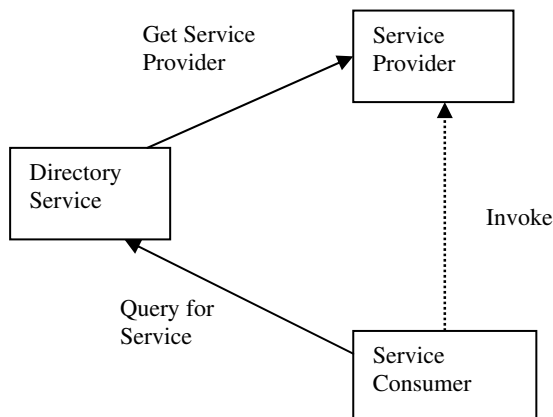 Get Service
Provider
Service
Provider
Directory
Service
Invoke
Query for
Service
Service
Consumer